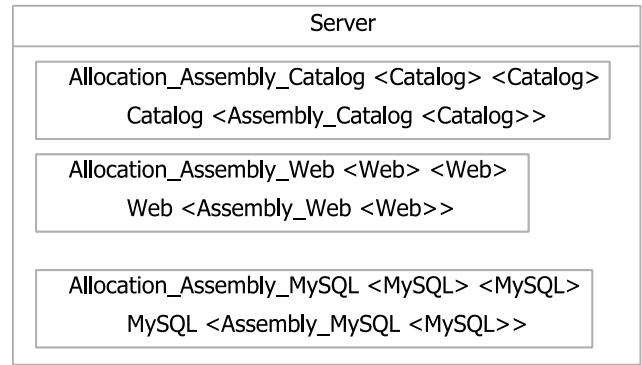 Server
Allocation_Assembly_Catalog <Catalog> <Catalog>
Catalog <Assembly_Catalog <Catalog>>
Allocation_Assembly_Web <Web> <Web>
Web <Assembly_Web <Web>>
Allocation_Assembly_MySQL <MySQL> <MySQL>
MySQL <Assembly_MySQL <MySQL>>